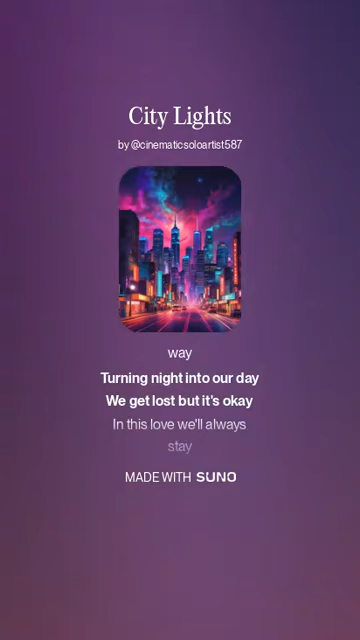 City Lights
by @cinematicsoloartist587
way
Turning night into our day
We get lost but it's okay
In this love we'll always
stay
MADE WITH SUNO